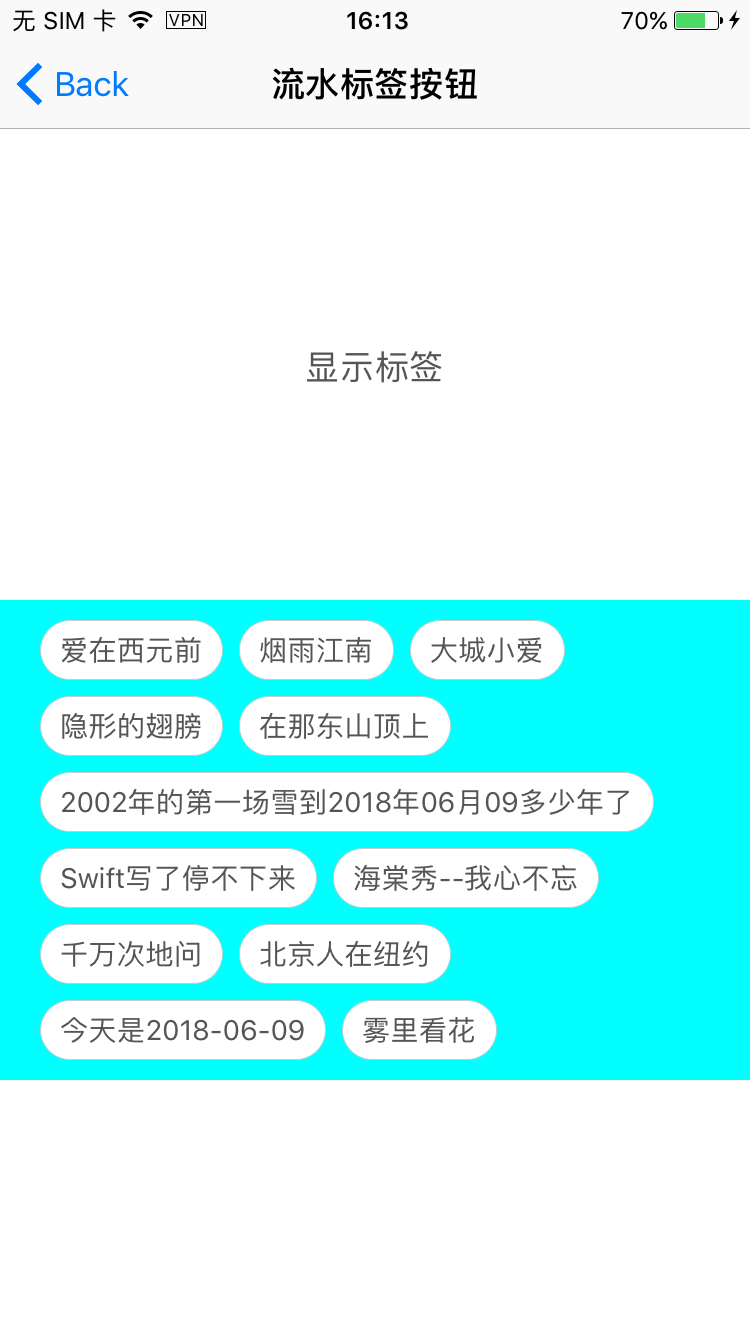 无 SIM 卡 VPN 16:13 70%
Back 流水标签按钮
显示标签
爱在西元前 烟雨江南 大城小爱
隐形的翅膀 在那东山顶上
2002年的第一场雪到2018年06月09多少年了
Swift写了停不下来 海棠秀--我心不忘
千万次地问 北京人在纽约
今天是2018-06-09 雾里看花